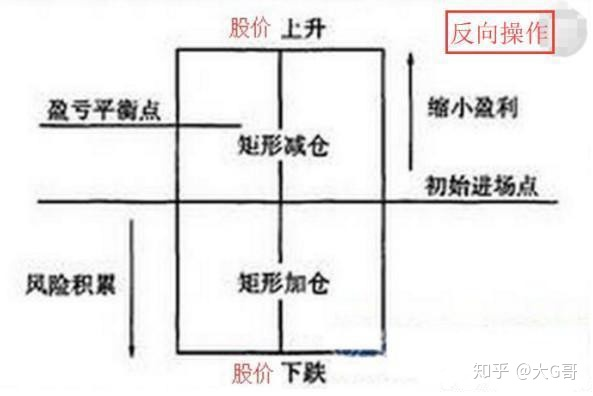 股价 上升
反向操作
盈亏平衡点
缩小盈利
矩形减仓
初始进场点
风险积累
矩形加仓
股价 下跌
知乎 @大G哥